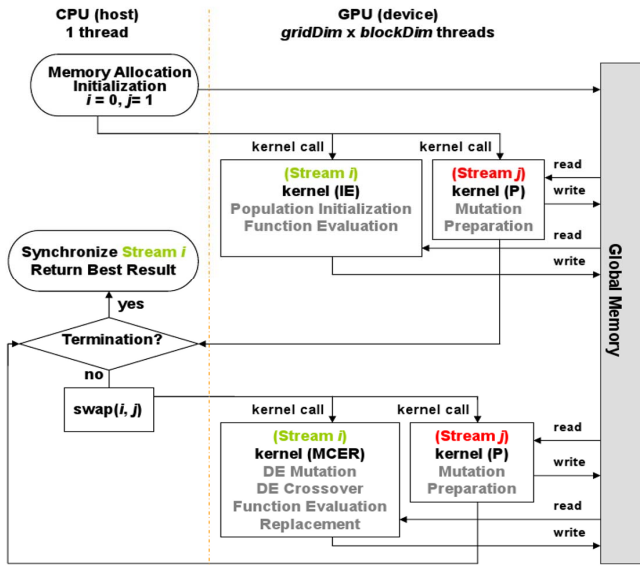 CPU (host)
1 thread
GPU (device)
gridDim x blockDim threads
Memory Allocation
Initialization
i = 0, j= 1
kernel call
kernel call
(Stream i)
kernel (IE)
Population Initialization
Function Evaluation
(Stream j)
kernel (P)
Mutation
Preparation
read
write
read
write
Global Memory
Synchronize Stream i
Return Best Result
yes
Termination?
no
swap(i, j)
kernel call
kernel call
(Stream i)
kernel (MCER)
DE Mutation
DE Crossover
Function Evaluation
Replacement
(Stream j)
kernel (P)
Mutation
Preparation
read
write
read
write